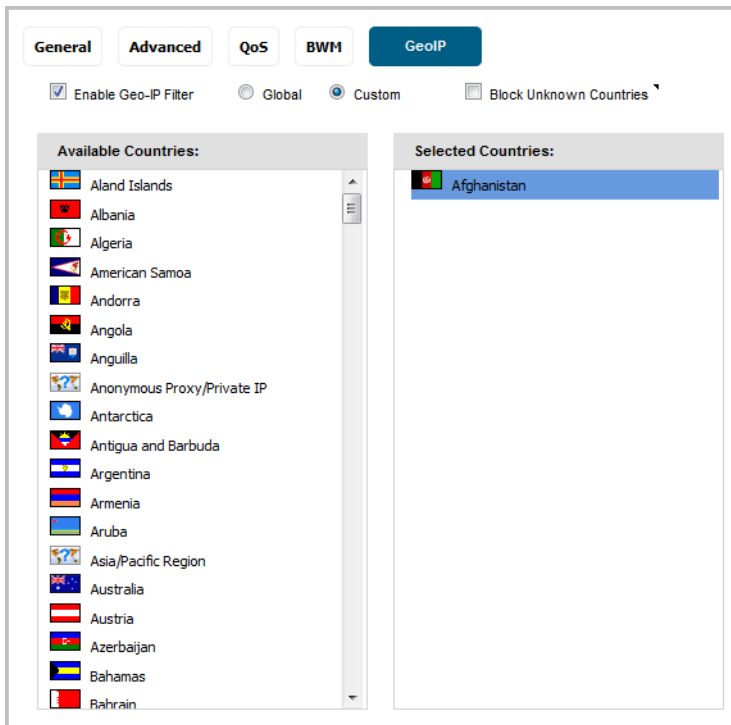 General Advanced QoS BWM GeoIP
Enable Geo-IP Filter Global Custom Block Unknown Countries
Available Countries:
Aland Islands
Albania
Algeria
American Samoa
Andorra
Angola
Anguilla
Anonymous Proxy/Private IP
Antarctica
Antigua and Barbuda
Argentina
Armenia
Aruba
Asia/Pacific Region
Australia
Austria
Azerbaijan
Bahamas
Bahrain
Selected Countries:
Afghanistan